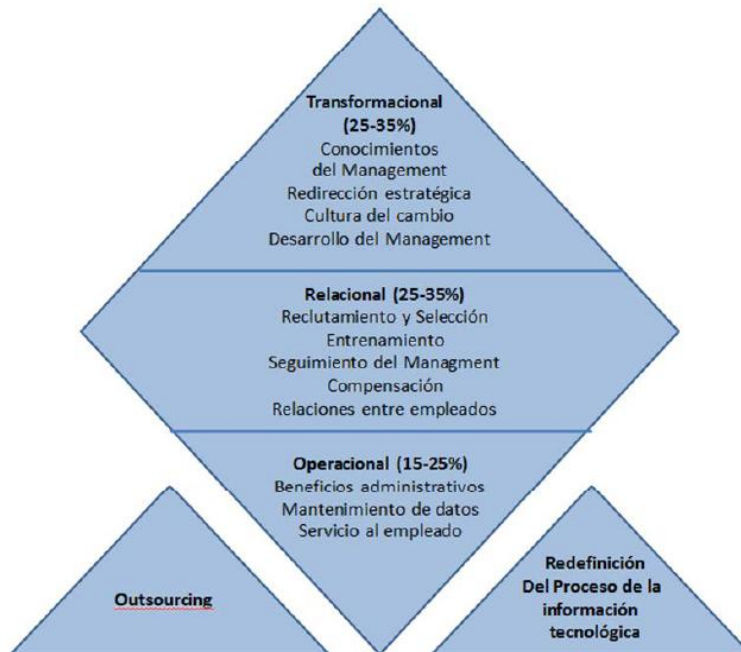 Transformacional
(25-35%)
Conocimientos
del Management
Redirección estratégica
Cultura del cambio
Desarrollo del Management
Relacional (25-35%)
Reclutamiento y Selección
Entrenamiento
Seguimiento del Managment
Compensación
Relaciones entre empleados
Operacional (15-25%)
Beneficios administrativos
Mantenimiento de datos
Servicio al empleado
Outsourcing
Redefinición
Del Proceso de la
información
tecnológica